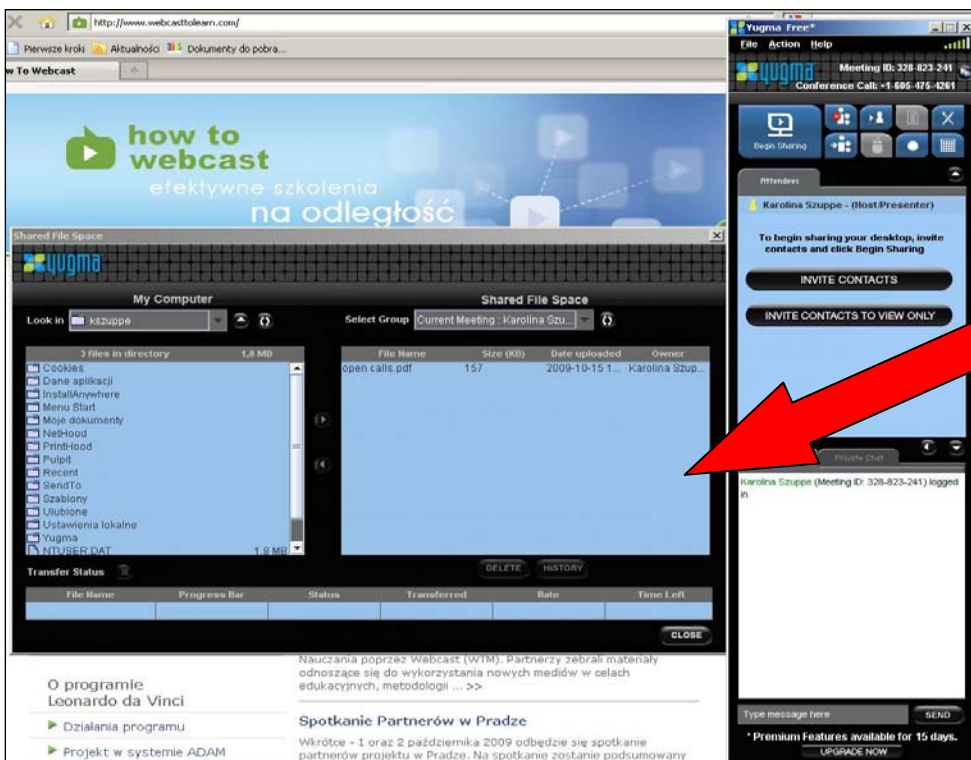 http://www.webcasttolearn.com/
Pierwsze kroki Aktualności Dokumenty do pobra...
w To Webcast
how to
webcast
efektywne szkolenia
na odległość
Shared File Space
yugma
My Computer
Shared File Space
Look in kszuppe
Select Group Current Meeting : Karolina Szu...
3 files in directory 1,8 MB
File Name Size (KB) Date uploaded Owner
Cookies
open calls.pdf 157 2009-10-15 1... Karolina Szup...
Dane aplikacji
InstallAnywhere
Menu Start
Moje dokumenty
NetHood
PrintHood
Pulpit
Recent
SendTo
Szablony
Ulubione
Ustawienia lokalne
Yugma
NTUSER.DAT 1,8 MB
DELETE HISTORY
Transfer Status
File Name Progress Bar Status Transferred Rate Time Left
CLOSE
Nauczania poprzez Webcast (WTM). Partnerzy zebrali materiały
odnoszące się do wykorzystania nowych mediów w celach
edukacyjnych, metodologii ... >>
O programie
Leonardo da Vinci
Działania programu
Projekt w systemie ADAM
Spotkanie Partnerów w Pradze
Wkrótce - 1 oraz 2 października 2009 odbędzie się spotkanie
partnerów projektu w Pradze. Na spotkanie zostanie podsumowany
Yugma Free*
File Action Help
yugma
Meeting ID: 328-823-241
Conference Call: +1-605-475-4261
Begin Sharing
Attendees
Karolina Szuppe - (Host/Presenter)
To begin sharing your desktop, invite
contacts and click Begin Sharing
INVITE CONTACTS
INVITE CONTACTS TO VIEW ONLY
Private Chat
Karolina Szuppe (Meeting ID: 328-823-241) logged
in
Type message here
SEND
* Premium Features available for 15 days.
UPGRADE NOW